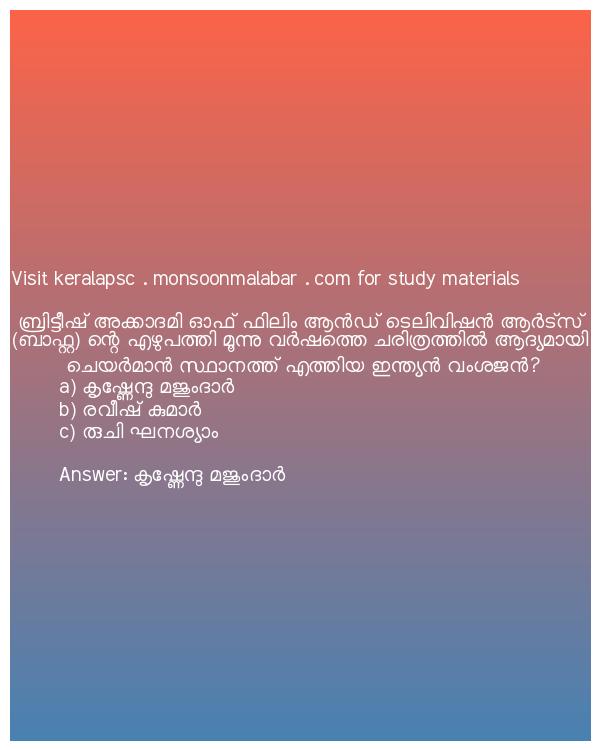 Visit keralapsc . monsoonmalabar . com for study materials
ബ്രിട്ടീഷ് അക്കാദമി ഓഫ് ഫിലിം ആൻഡ് ടെലിവിഷൻ ആർട്സ്
(ബാഫ്റ്റ) ന്റെ എഴുപത്തി മൂന്നു വർഷത്തെ ചരിത്രത്തിൽ ആദ്യമായി
ചെയർമാൻ സ്ഥാനത്ത് എത്തിയ ഇന്ത്യൻ വംശജൻ?
a) കൃഷ്ണേന്ദു മജുംദാർ
b) രവീഷ് കുമാർ
c) രുചി ഘനശ്യാം
Answer: കൃഷ്ണേന്ദു മജുംദാർ